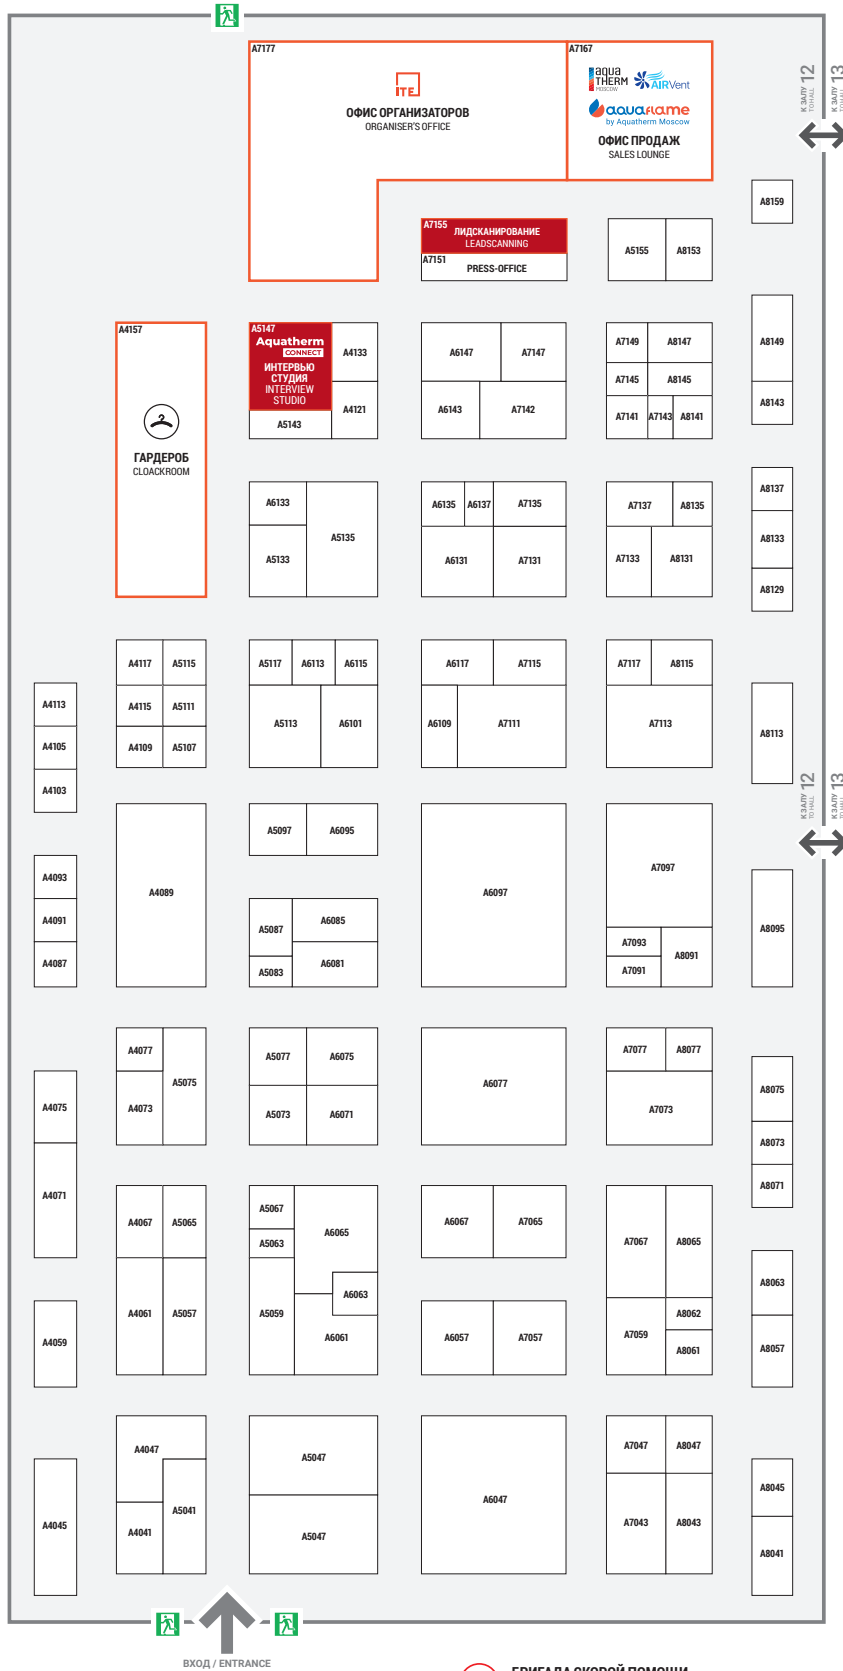 A7177
ITE
ОФИС ОРГАНИЗАТОРОВ
ORGANISER'S OFFICE
A7167
aqua
THERM
MOSCOW
AIRVent
aquaflame
by Aquatherm Moscow
ОФИС ПРОДАЖ
SALES LOUNGE
К ЗАЛУ 12
TO HALL
К ЗАЛУ 13
TO HALL
A8159
A7155
ЛИДСКАНИРОВАНИЕ
LEADSCANNING
A7151
PRESS-OFFICE
A5155
A8153
A4157
ГАРДЕРОБ
CLOACKROOM
A5147
Aquatherm
CONNECT
ИНТЕРВЬЮ
СТУДИЯ
INTERVIEW
STUDIO
A5143
A4133
A4121
A6147
A7147
A6143
A7142
A7149
A8147
A7145
A8145
A7141
A7143
A8141
A8149
A8143
A6133
A5133
A5135
A6135
A6137
A7135
A6131
A7131
A7137
A8135
A7133
A8131
A8137
A8133
A8129
A4117
A5115
A4115
A5111
A4109
A5107
A5117
A6113
A6115
A5113
A6101
A6117
A7115
A6109
A7111
A7117
A8115
A7113
A4113
A4105
A4103
A8113
К ЗАЛУ 12
TO HALL
К ЗАЛУ 13
TO HALL
A4093
A4091
A4087
A4089
A5097
A6095
A5087
A6085
A5083
A6081
A6097
A7097
A7093
A7091
A8091
A8095
A4077
A4073
A5075
A5077
A6075
A5073
A6071
A6077
A7077
A8077
A7073
A4075
A4071
A8075
A8073
A8071
A4067
A5065
A4061
A5057
A5067
A5063
A5059
A6065
A6063
A6061
A6067
A7065
A6057
A7057
A7067
A8065
A7059
A8062
A8061
A8063
A8057
A4059
A4045
A4047
A4041
A5041
A5047
A5047
A6047
A7047
A8047
A7043
A8043
A8045
A8041
ВХОД / ENTRANCE
БРИГАДА СКОРОЙ ПОМОЩИ